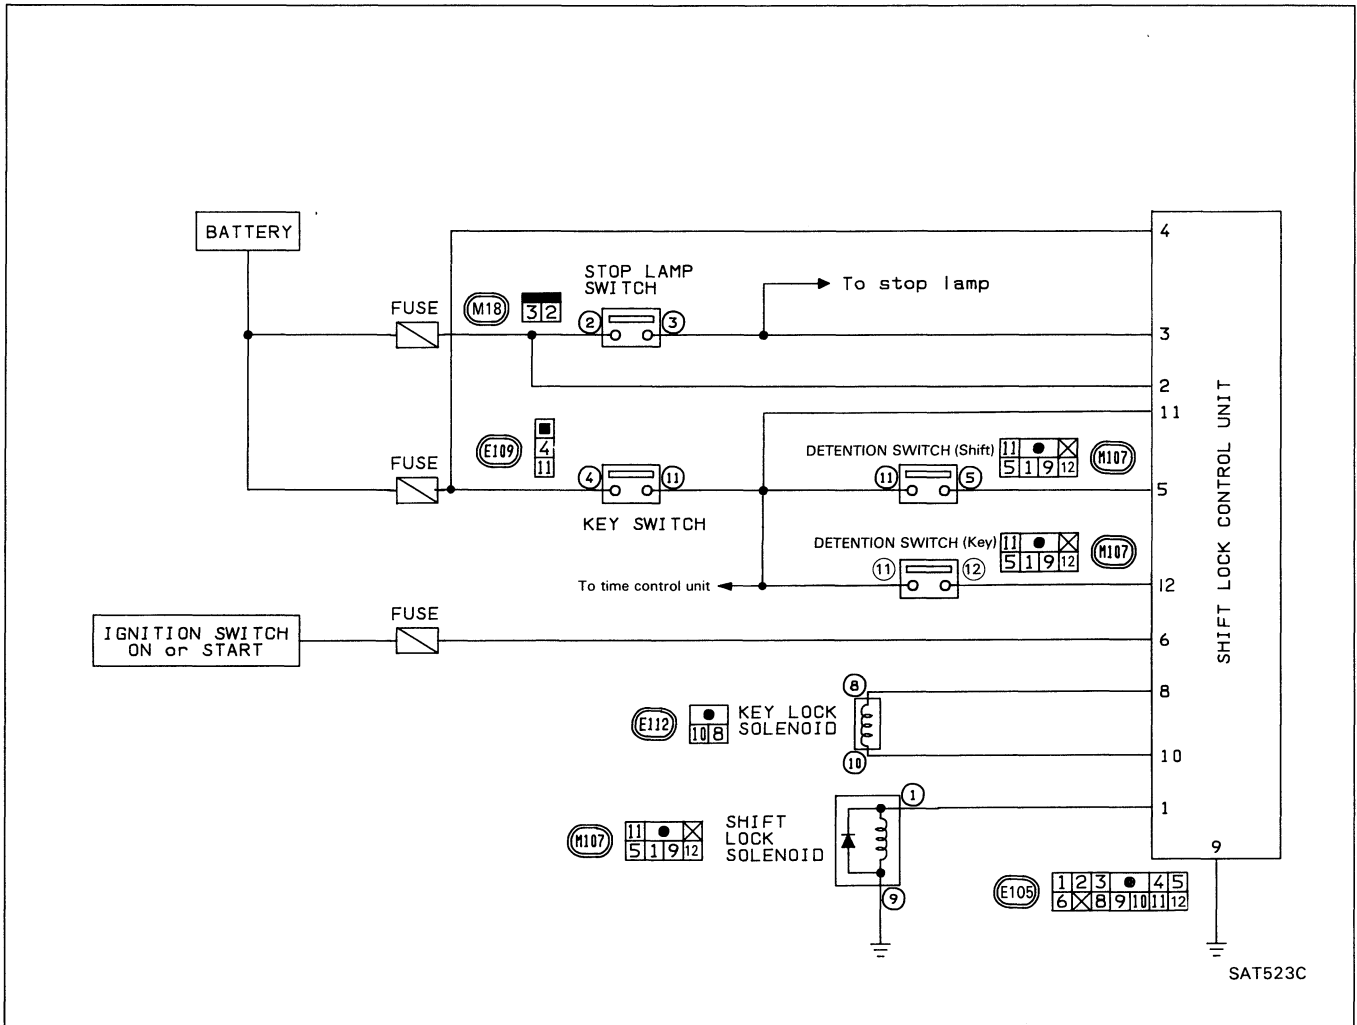 BATTERY
4
STOP LAMP
SWITCH
To stop lamp
FUSE
M18
3 2
2
3
3
2
11
E109
4
11
FUSE
4
11
KEY SWITCH
DETENTION SWITCH (Shift)
11
5 1 9 12
M107
11
5
5
DETENTION SWITCH (Key)
11
5 1 9 12
M107
11
12
12
To time control unit
SHIFT LOCK CONTROL UNIT
IGNITION SWITCH
ON or START
FUSE
6
8
8
E112
10 8
KEY LOCK
SOLENOID
10
10
1
1
M107
11
5 1 9 12
SHIFT
LOCK
SOLENOID
9
9
E105
1 2 3 4 5
6 8 9 10 11 12
SAT523C